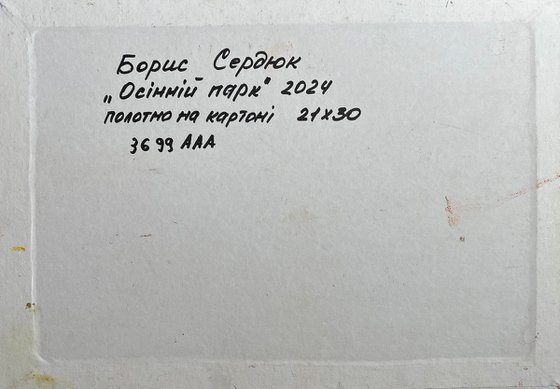 Борис Сердюк
„Осінній парк" 2024
полотно на картоні 21х30
3699 ААА